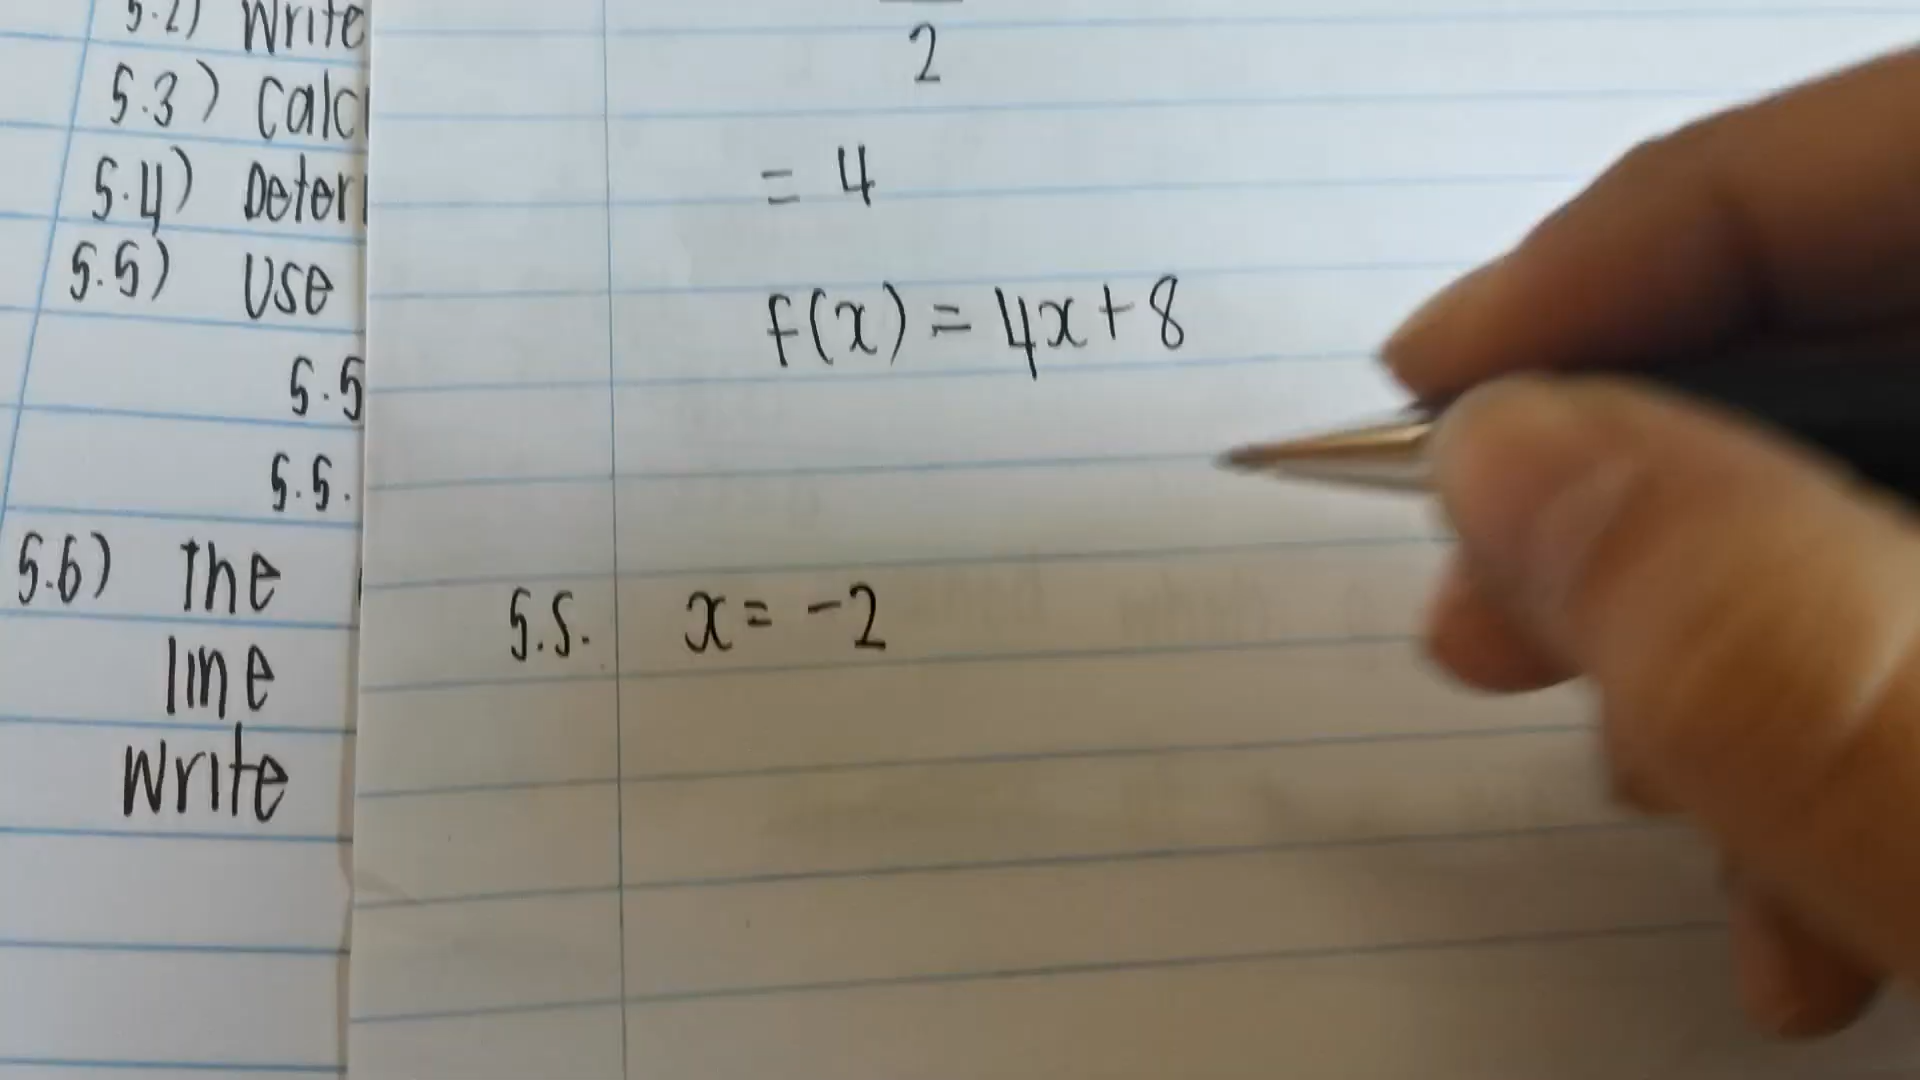 5.2) Write
5.3) Calc
5.4) Deter
5.5) Use
5.5
5.5.
5.6) The
line
Write
2
= 4
f(x) = 4x+8
5.5. x = -2